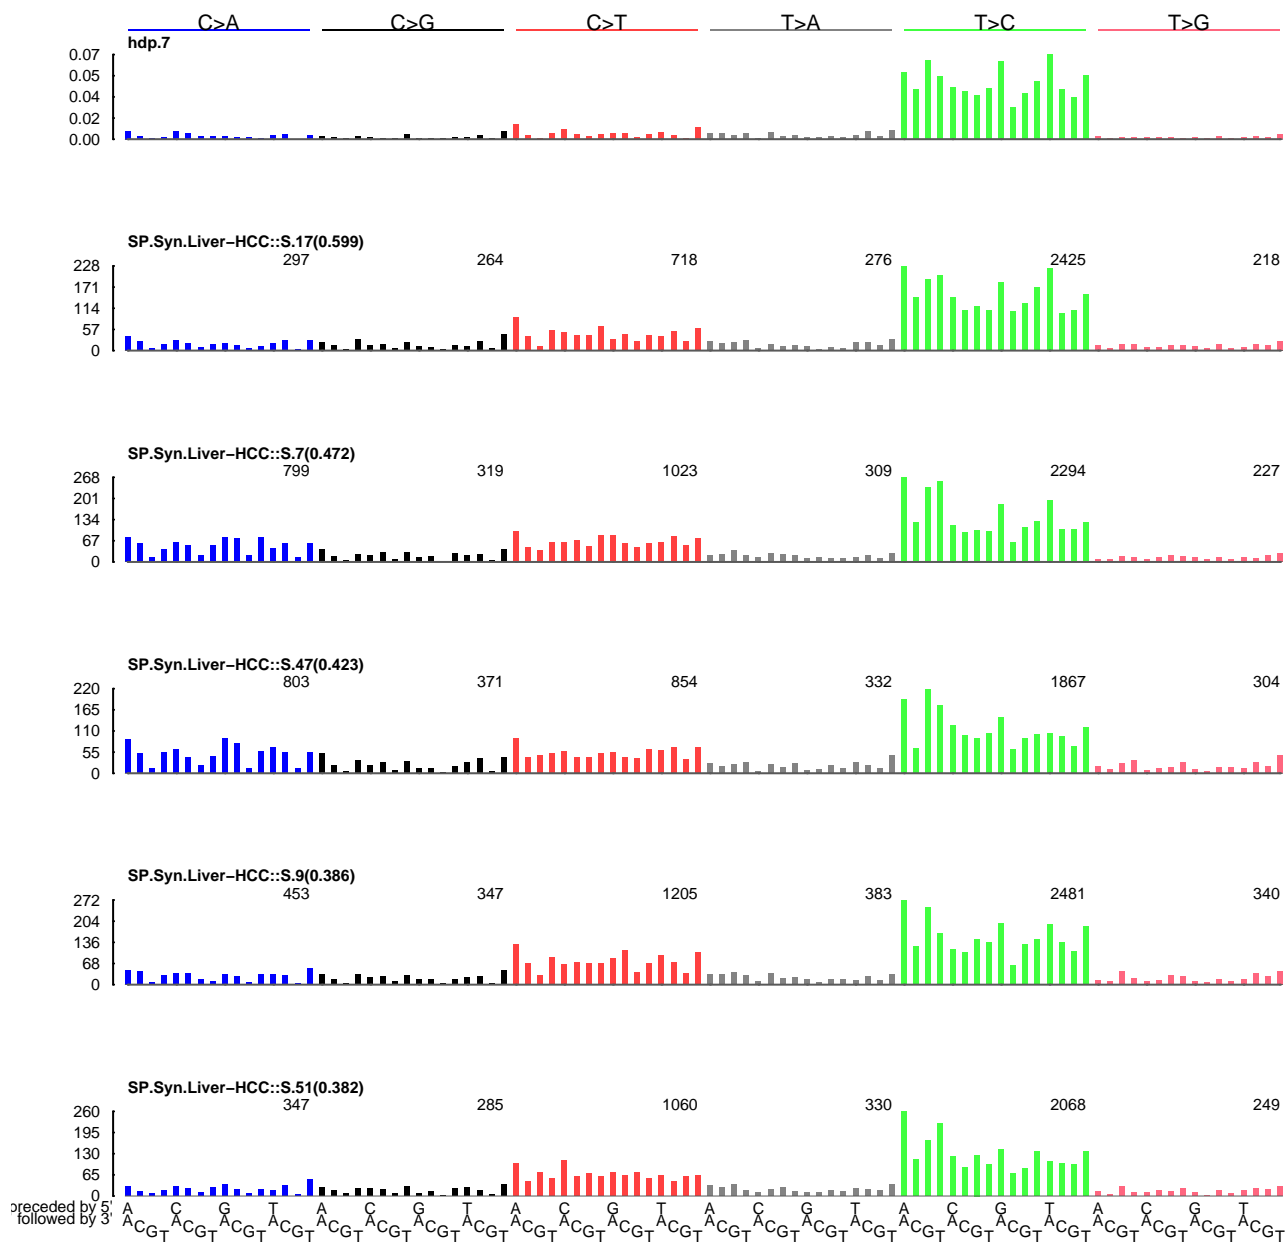 C>A C>G C>T T>A T>C T>G
hdp.7
0.07
0.05
0.04
0.02
0.00
SP.Syn.Liver−HCC::S.17(0.599)
297 264 718 276 2425 218
228
171
114
57
0
SP.Syn.Liver−HCC::S.7(0.472)
799 319 1023 309 2294 227
268
201
134
67
0
SP.Syn.Liver−HCC::S.47(0.423)
803 371 854 332 1867 304
220
165
110
55
0
SP.Syn.Liver−HCC::S.9(0.386)
453 347 1205 383 2481 340
272
204
136
68
0
SP.Syn.Liver−HCC::S.51(0.382)
347 285 1060 330 2068 249
260
195
130
65
0
preceded by 5' A C G T A C G T A C G T A C G T A C G T A C G T
followed by 3' A C G T A C G T A C G T A C G T A C G T A C G T A C G T A C G T A C G T A C G T A C G T A C G T A C G T A C G T A C G T A C G T A C G T A C G T A C G T A C G T A C G T A C G T A C G T A C G T